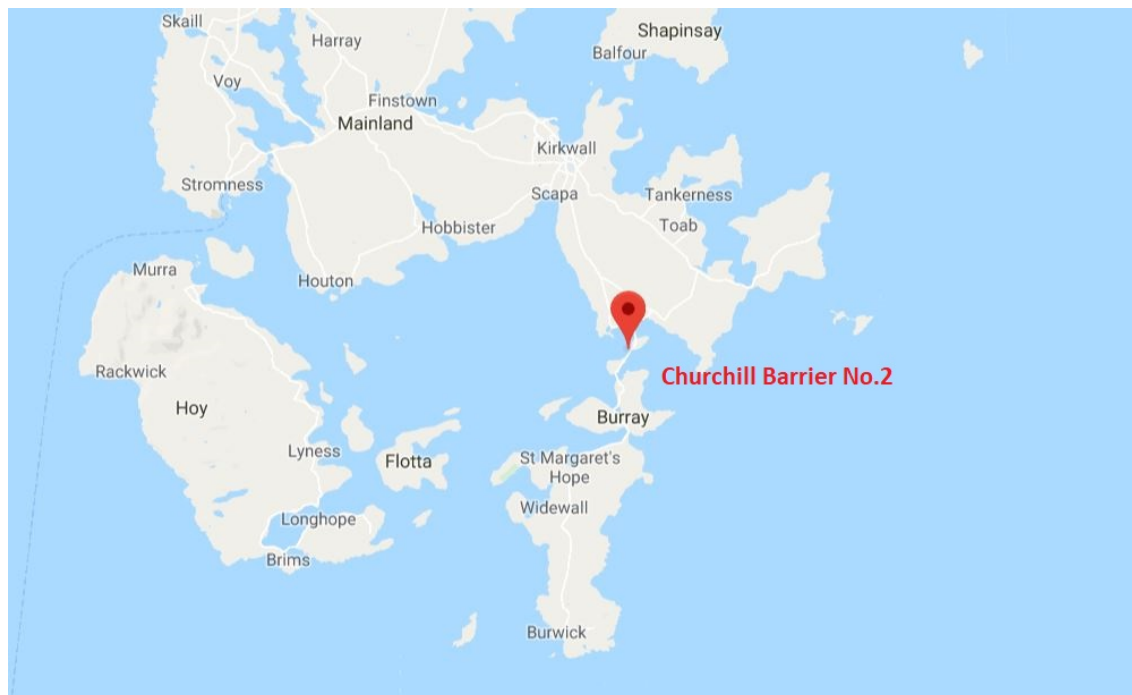 Skaill
Shapinsay
Harray
Balfour
Voy
Finstown
Mainland
Kirkwall
Stromness
Scapa
Tankerness
Toab
Hobbister
Murra
Houton
Rackwick
Churchill Barrier No.2
Hoy
Burray
Lyness
Flotta
St Margaret's
Hope
Widewall
Longhope
Brims
Burwick